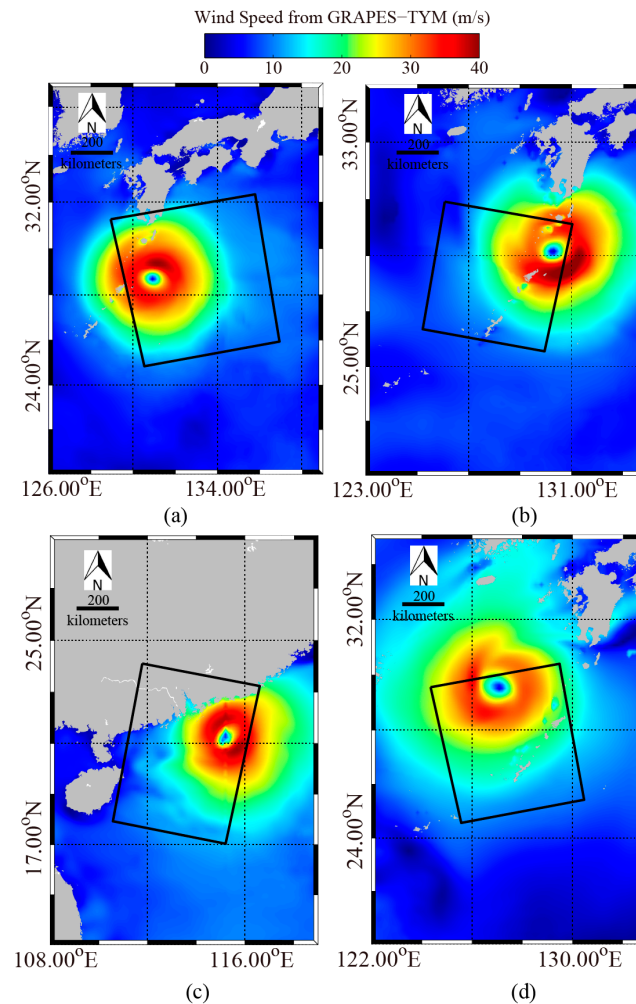 Wind Speed from GRAPES−TYM (m/s)
0 10 20 30 40
N
200
kilometers
32.00°N
24.00°N
126.00°E 134.00°E
(a)
N
200
kilometers
33.00°N
25.00°N
123.00°E 131.00°E
(b)
N
200
kilometers
25.00°N
17.00°N
108.00°E 116.00°E
(c)
N
200
kilometers
32.00°N
24.00°N
122.00°E 130.00°E
(d)